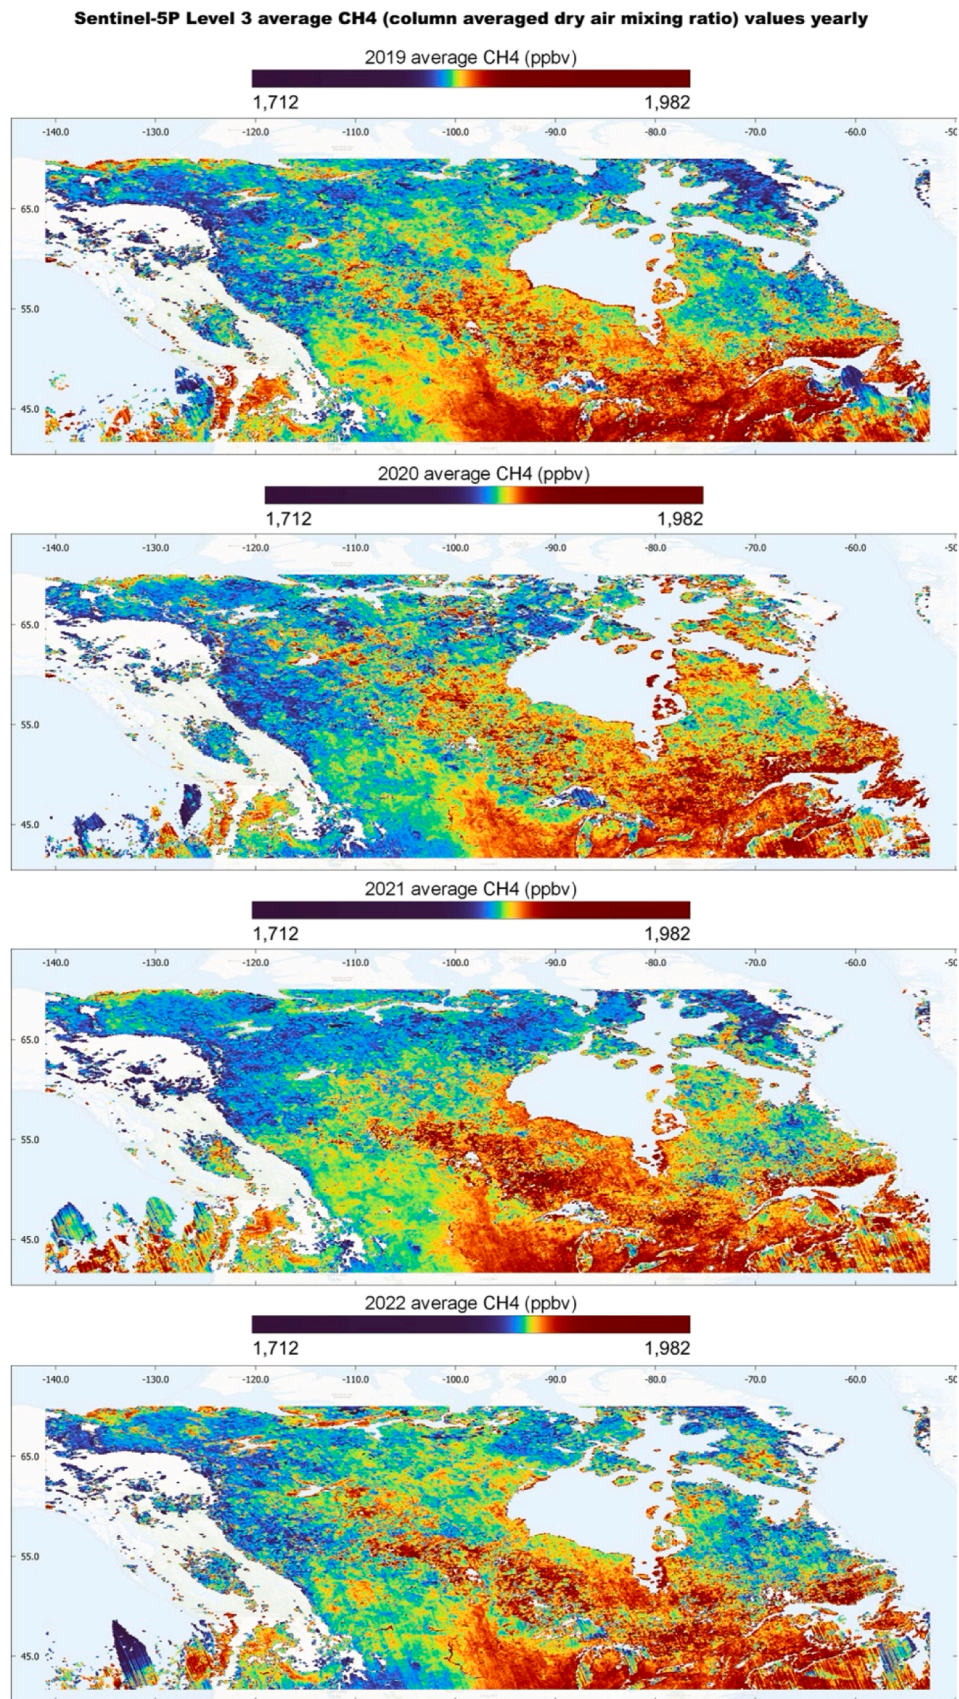 Sentinel-5P Level 3 average CH4 (column averaged dry air mixing ratio) values yearly
2019 average CH4 (ppbv)
1,712 1,982
-140.0 -130.0 -120.0 -110.0 -100.0 -90.0 -80.0 -70.0 -60.0 -50
65.0
55.0
45.0
2020 average CH4 (ppbv)
1,712 1,982
-140.0 -130.0 -120.0 -110.0 -100.0 -90.0 -80.0 -70.0 -60.0 -50
65.0
55.0
45.0
2021 average CH4 (ppbv)
1,712 1,982
-140.0 -130.0 -120.0 -110.0 -100.0 -90.0 -80.0 -70.0 -60.0 -50
65.0
55.0
45.0
2022 average CH4 (ppbv)
1,712 1,982
-140.0 -130.0 -120.0 -110.0 -100.0 -90.0 -80.0 -70.0 -60.0 -50
65.0
55.0
45.0